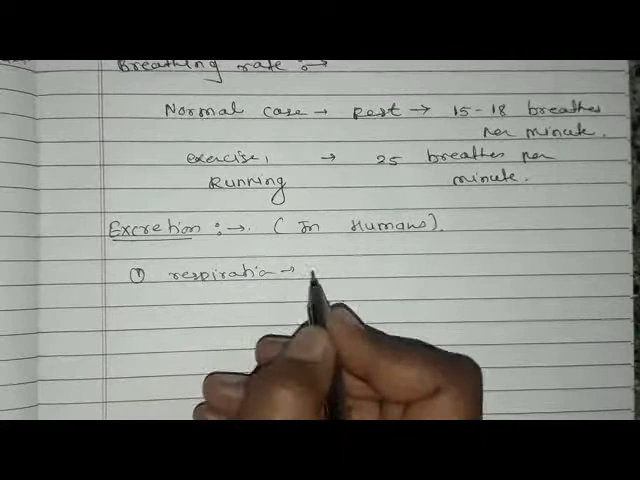 Breathing rate :→
Normal case → Rest → 15-18 breathes
per minute.
exercise, → 25 breathes per
Running minute.
Excretion :→. (In Humans).
① respiration →